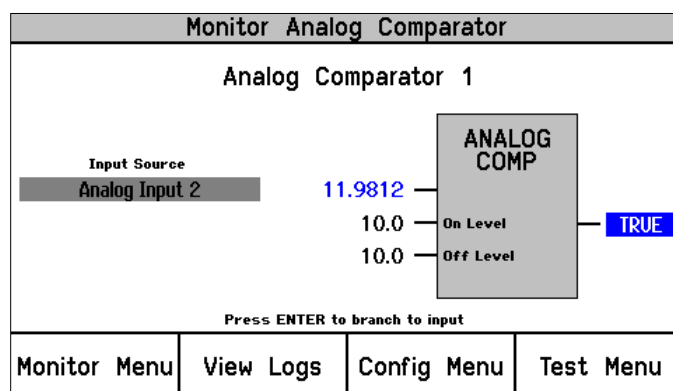 Monitor Analog Comparator
Analog Comparator 1
ANALOG
COMP
Input Source
Analog Input 2
11.9812
10.0
On Level
TRUE
10.0
Off Level
Press ENTER to branch to input
Monitor Menu
View Logs
Config Menu
Test Menu